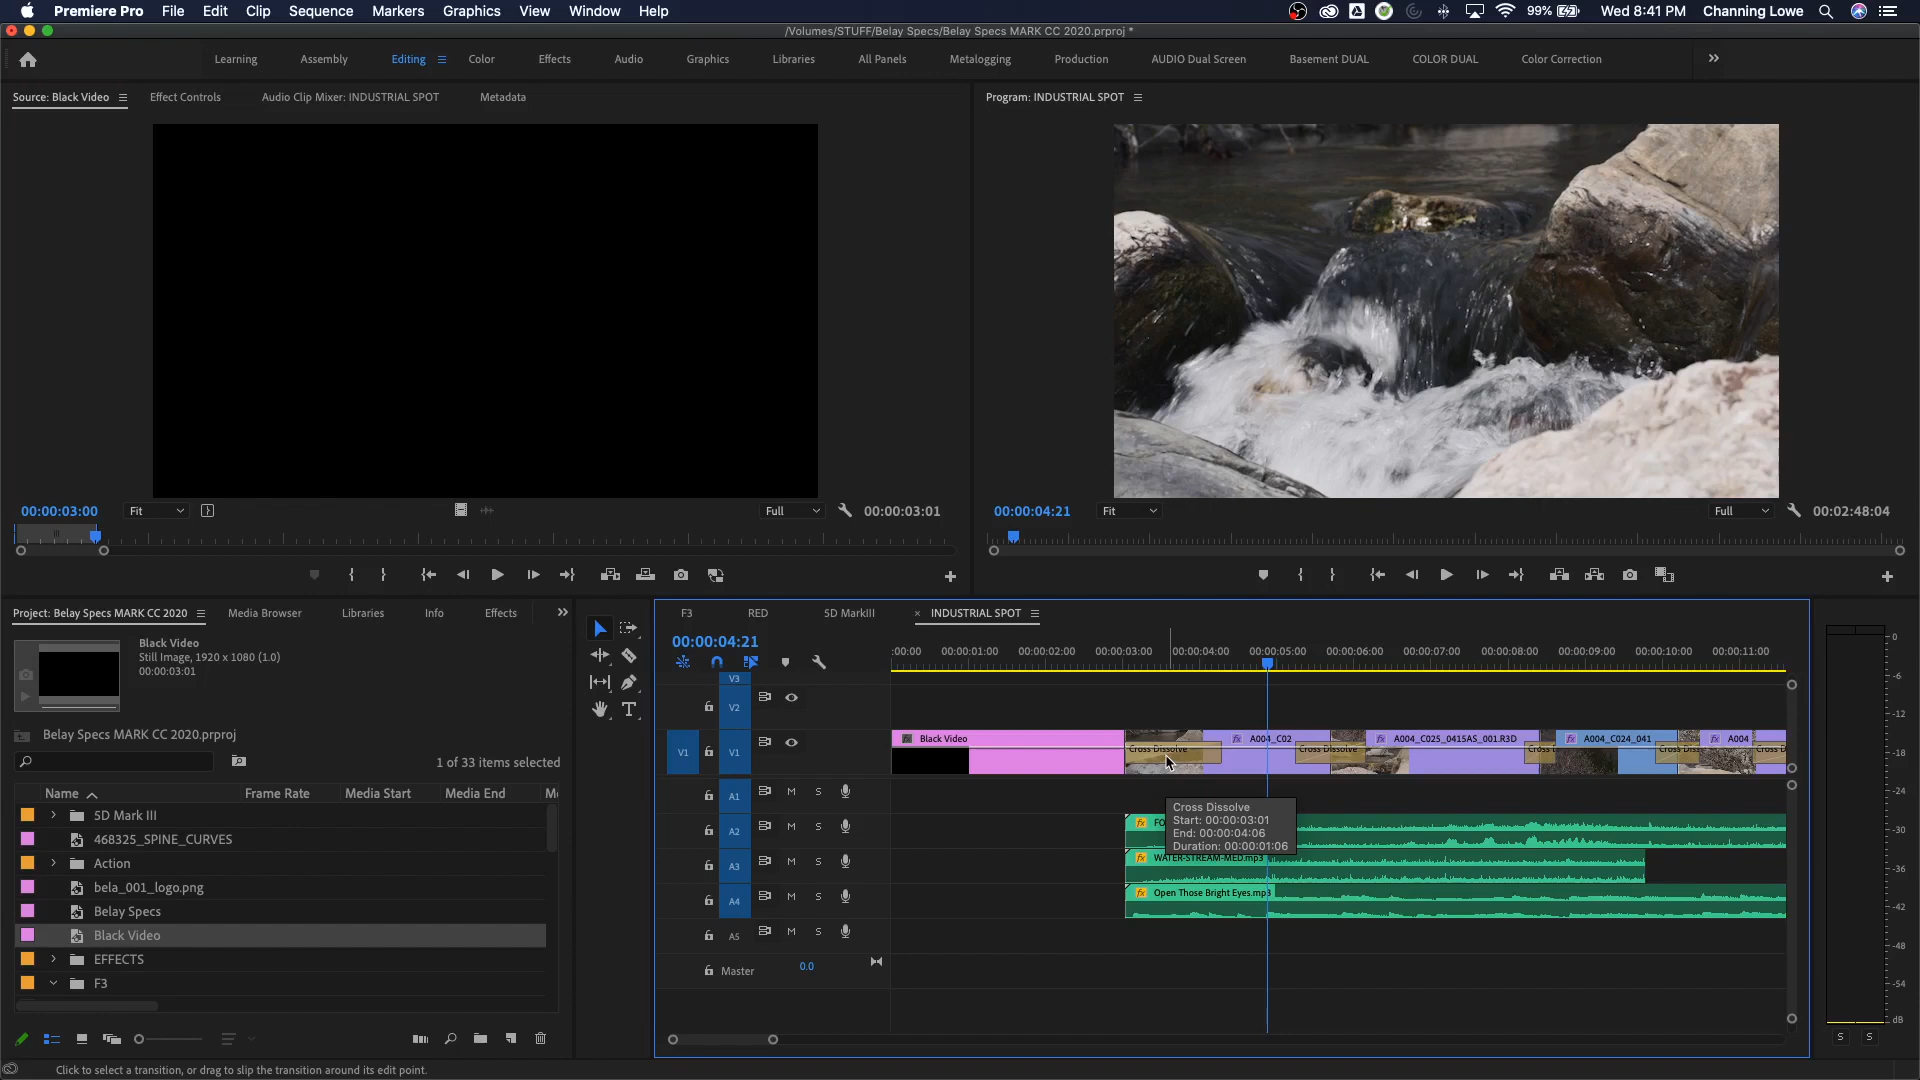 Premiere Pro File Edit Clip Sequence Markers Graphics View Window Help 99% Wed 8:41 PM Channing Lowe
/Volumes/STUFF/Belay Specs/Belay Specs MARK CC 2020.prproj *
Learning Assembly Editing Color Effects Audio Graphics Libraries All Panels Metalogging Production AUDIO Dual Screen Basement DUAL COLOR DUAL Color Correction
Source: Black Video Effect Controls Audio Clip Mixer: INDUSTRIAL SPOT Metadata
Program: INDUSTRIAL SPOT
00:00:03:00 Fit Full 00:00:03:01
00:00:04:21 Fit Full 00:02:48:04
Project: Belay Specs MARK CC 2020 Media Browser Libraries Info Effects
Black Video
Still Image, 1920 x 1080 (1.0)
00:00:03:01
Belay Specs MARK CC 2020.prproj
1 of 33 items selected
Name Frame Rate Media Start Media End
5D Mark III
468325_SPINE_CURVES
Action
bela_001_logo.png
Belay Specs
Black Video
EFFECTS
F3
F3 RED 5D MarkIII × INDUSTRIAL SPOT
00:00:04:21
:00:00 00:00:01:00 00:00:02:00 00:00:03:00 00:00:04:00 00:00:05:00 00:00:06:00 00:00:07:00 00:00:08:00 00:00:09:00 00:00:10:00 00:00:11:00
V3
V2
V1 V1
Black Video A004_C02 A004_C025_0415AS_001.R3D A004_C024_041 A004
Cross Dissolve Cross Dissolve Cross Diss
A1 M S
Cross Dissolve
Start: 00:00:03:01
End: 00:00:04:06
Duration: 00:00:01:06
A2 M S FO
A3 M S WATER-STREAM-MED.mp3
A4 M S Open Those Bright Eyes.mp3
A5 M S
Master 0.0
0
-6
-12
-18
-24
-30
-36
-42
-48
-54
dB
S S
Click to select a transition, or drag to slip the transition around its edit point.